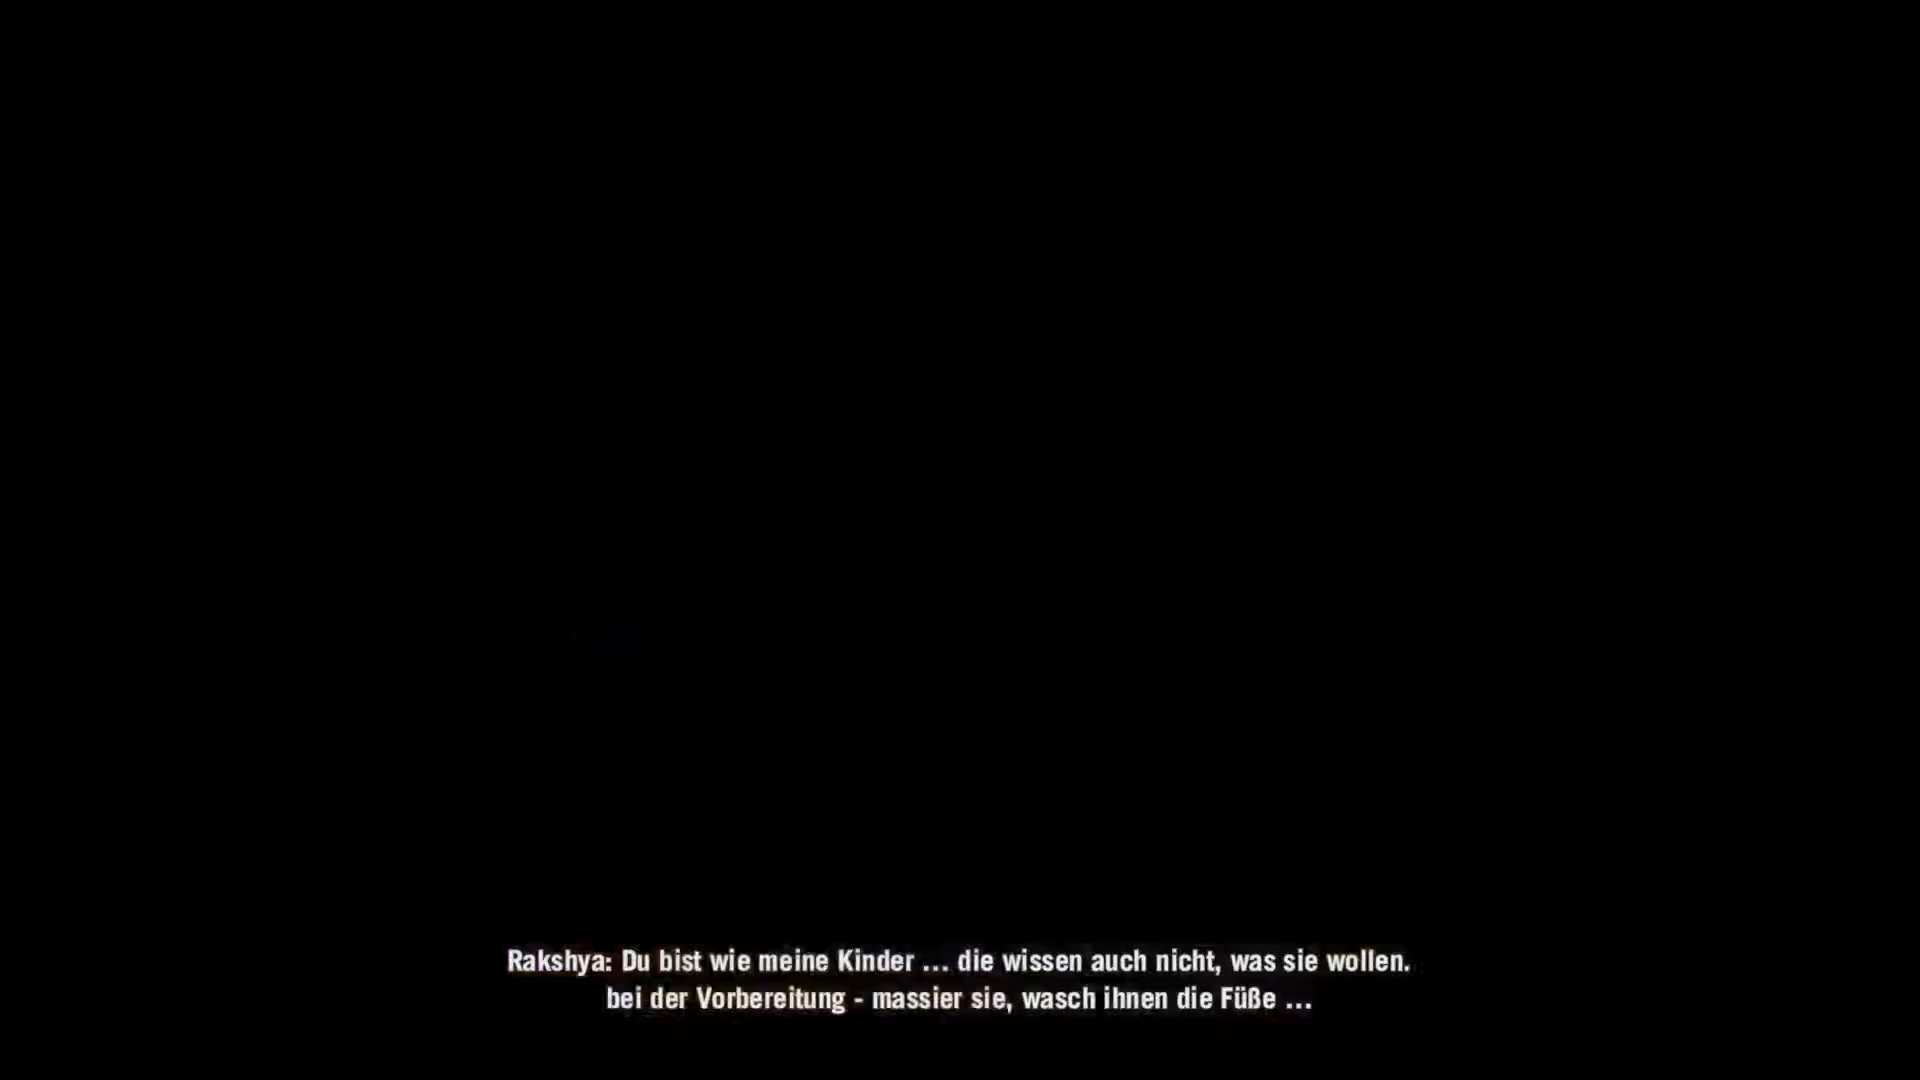 Rakshya: Du bist wie meine Kinder ... die wissen auch nicht, was sie wollen.
bei der Vorbereitung - massier sie, wasch ihnen die Füße ...